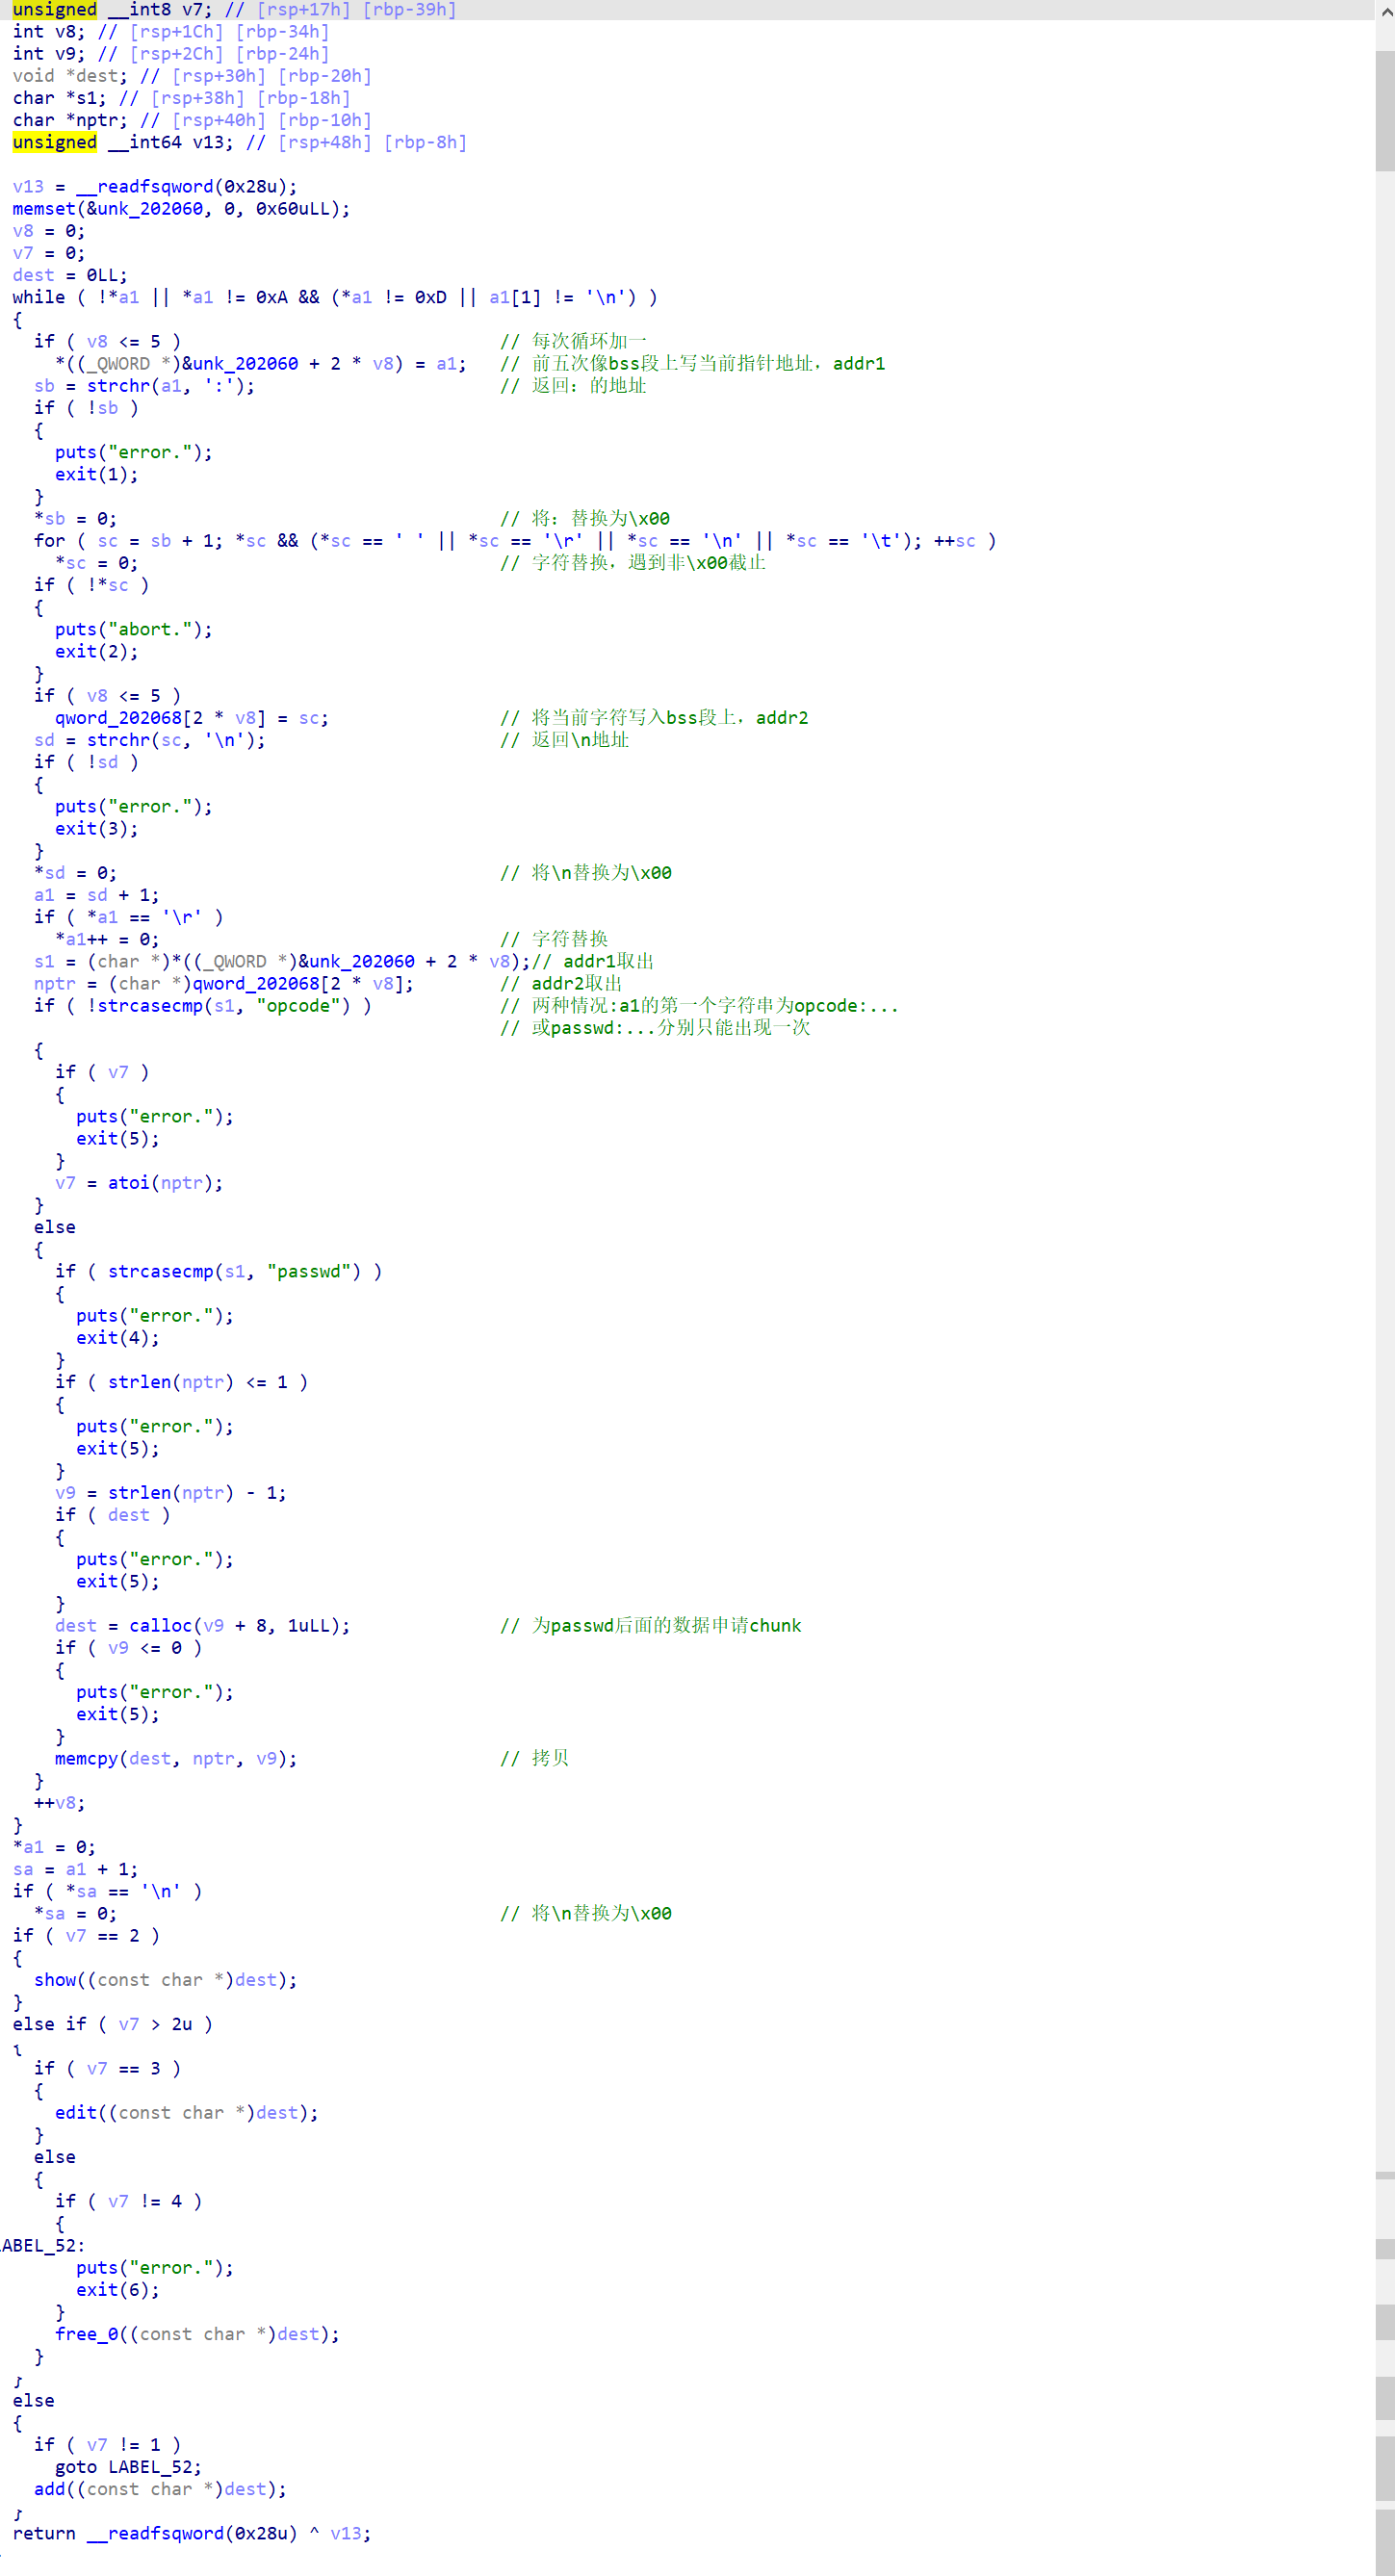 unsigned __int8 v7; // [rsp+17h] [rbp-39h]
int v8; // [rsp+1Ch] [rbp-34h]
int v9; // [rsp+2Ch] [rbp-24h]
void *dest; // [rsp+30h] [rbp-20h]
char *s1; // [rsp+38h] [rbp-18h]
char *nptr; // [rsp+40h] [rbp-10h]
unsigned __int64 v13; // [rsp+48h] [rbp-8h]

v13 = __readfsqword(0x28u);
memset(&unk_202060, 0, 0x60uLL);
v8 = 0;
v7 = 0;
dest = 0LL;
while ( !*a1 || *a1 != 0xA && (*a1 != 0xD || a1[1] != '\n') )
{
  if ( v8 <= 5 )                              // 每次循环加一
    *((_QWORD *)&unk_202060 + 2 * v8) = a1;   // 前五次像bss段上写当前指针地址，addr1
  sb = strchr(a1, ':');                       // 返回：的地址
  if ( !sb )
  {
    puts("error.");
    exit(1);
  }
  *sb = 0;                                    // 将：替换为\x00
  for ( sc = sb + 1; *sc && (*sc == ' ' || *sc == '\r' || *sc == '\n' || *sc == '\t'); ++sc )
    *sc = 0;                                  // 字符替换，遇到非\x00截止
  if ( !*sc )
  {
    puts("abort.");
    exit(2);
  }
  if ( v8 <= 5 )
    qword_202068[2 * v8] = sc;                // 将当前字符写入bss段上，addr2
  sd = strchr(sc, '\n');                      // 返回\n地址
  if ( !sd )
  {
    puts("error.");
    exit(3);
  }
  *sd = 0;                                    // 将\n替换为\x00
  a1 = sd + 1;
  if ( *a1 == '\r' )
    *a1++ = 0;                                // 字符替换
  s1 = (char *)*((_QWORD *)&unk_202060 + 2 * v8);// addr1取出
  nptr = (char *)qword_202068[2 * v8];        // addr2取出
  if ( !strcasecmp(s1, "opcode") )            // 两种情况:a1的第一个字符串为opcode:...
                                              // 或passwd:...分别只能出现一次
  {
    if ( v7 )
    {
      puts("error.");
      exit(5);
    }
    v7 = atoi(nptr);
  }
  else
  {
    if ( strcasecmp(s1, "passwd") )
    {
      puts("error.");
      exit(4);
    }
    if ( strlen(nptr) <= 1 )
    {
      puts("error.");
      exit(5);
    }
    v9 = strlen(nptr) - 1;
    if ( dest )
    {
      puts("error.");
      exit(5);
    }
    dest = calloc(v9 + 8, 1uLL);              // 为passwd后面的数据申请chunk
    if ( v9 <= 0 )
    {
      puts("error.");
      exit(5);
    }
    memcpy(dest, nptr, v9);                   // 拷贝
  }
  ++v8;
}
*a1 = 0;
sa = a1 + 1;
if ( *sa == '\n' )
  *sa = 0;                                    // 将\n替换为\x00
if ( v7 == 2 )
{
  show((const char *)dest);
}
else if ( v7 > 2u )
{
  if ( v7 == 3 )
  {
    edit((const char *)dest);
  }
  else
  {
    if ( v7 != 4 )
    {
LABEL_52:
      puts("error.");
      exit(6);
    }
    free_0((const char *)dest);
  }
}
else
{
  if ( v7 != 1 )
    goto LABEL_52;
  add((const char *)dest);
}
return __readfsqword(0x28u) ^ v13;